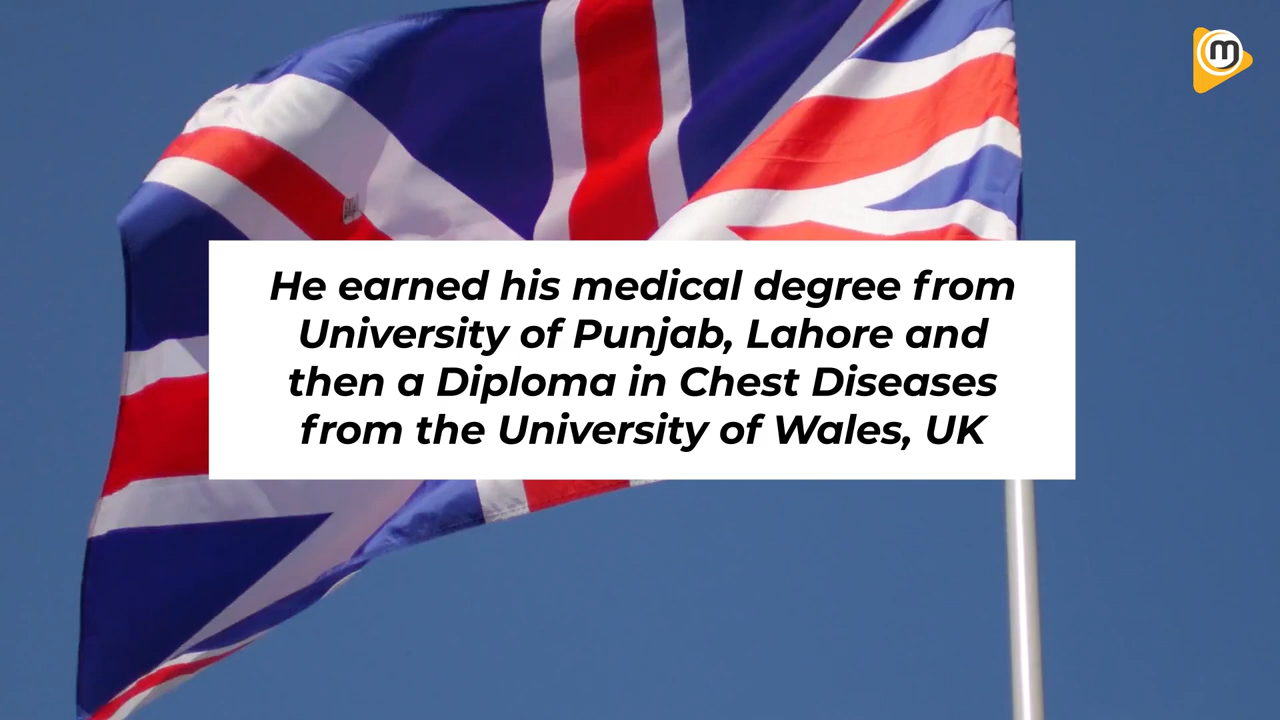 m
He earned his medical degree from
University of Punjab, Lahore and
then a Diploma in Chest Diseases
from the University of Wales, UK